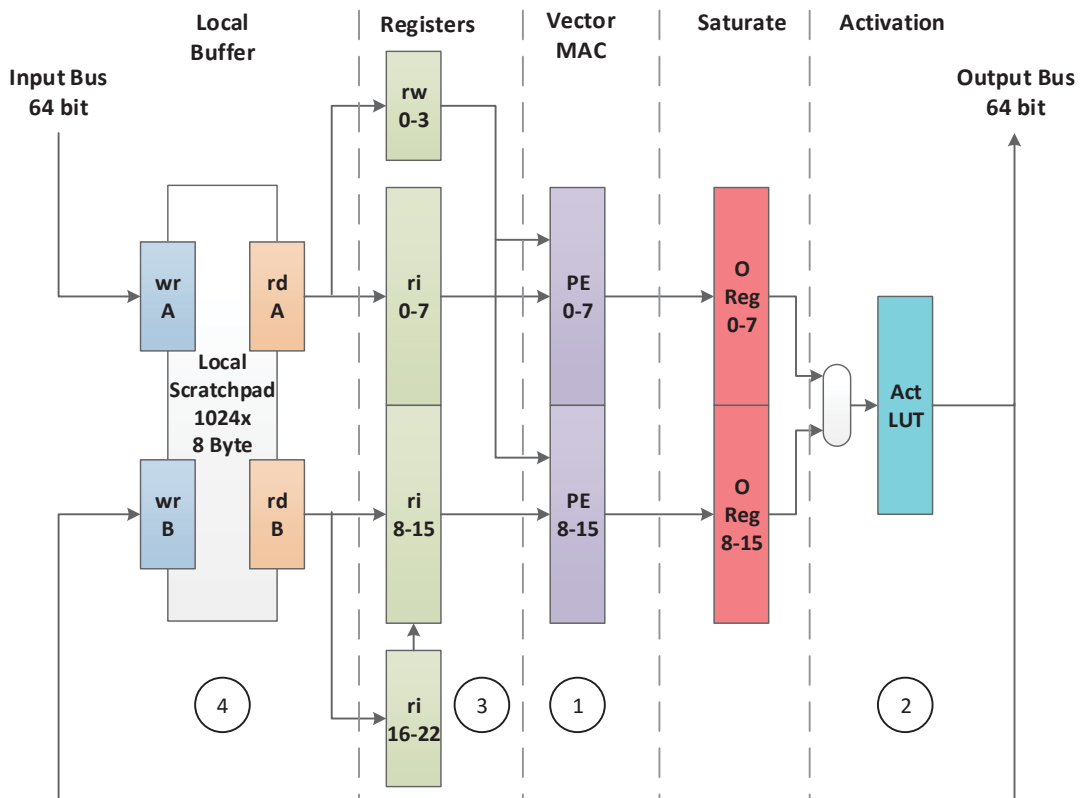 Local
Buffer
Registers
Vector
MAC
Saturate
Activation
Input Bus
64 bit
Output Bus
64 bit
rw
0-3
wr
A
rd
A
ri
0-7
PE
0-7
O
Reg
0-7
Local
Scratchpad
1024x
8 Byte
Act
LUT
wr
B
rd
B
ri
8-15
PE
8-15
O
Reg
8-15
ri
16-22
4
3
1
2